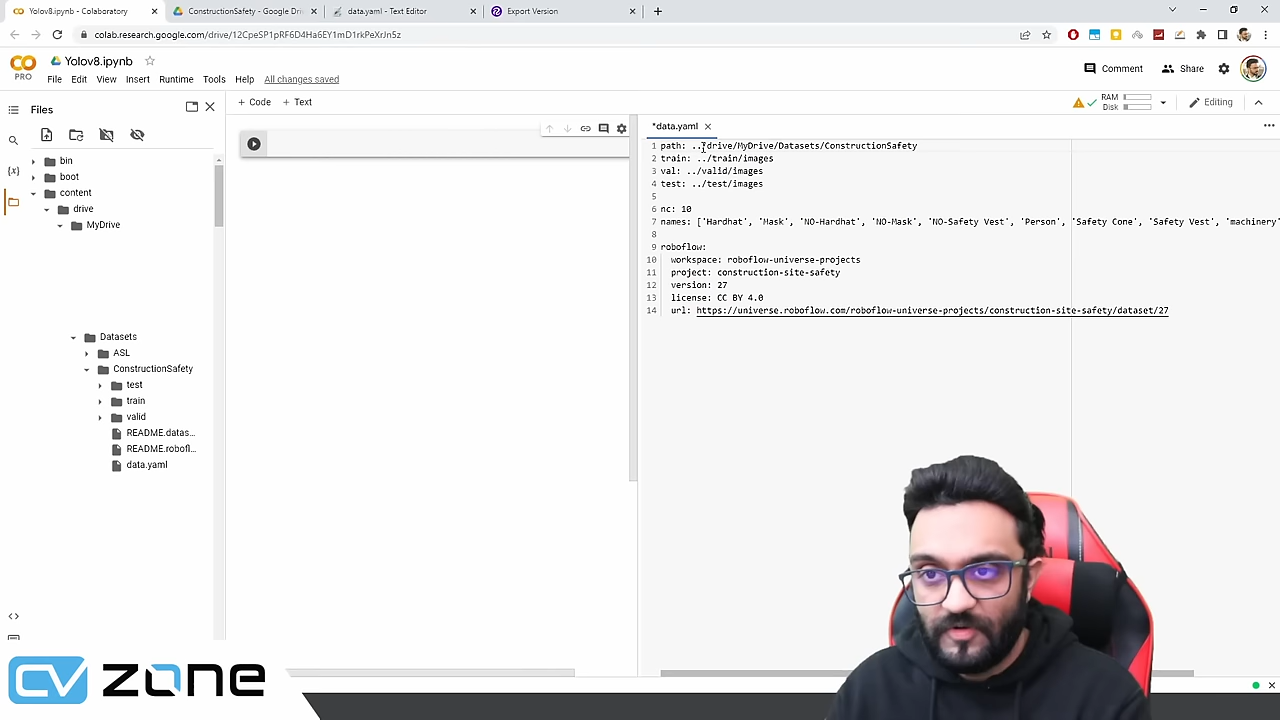 Yolov8.ipynb - Colaboratory
ConstructionSafety - Google Dri
data.yaml - Text Editor
Export Version
colab.research.google.com/drive/12CpeSP1pRF6D4Ha6EY1mD1rkPeXrJn5z
PRO
Yolov8.ipynb
File Edit View Insert Runtime Tools Help All changes saved
Comment
Share
Files
+ Code + Text
RAM
Disk
Editing
bin
boot
content
drive
MyDrive
Datasets
ASL
ConstructionSafety
test
train
valid
README.datas...
README.robofl...
data.yaml
*data.yaml
1 path: ../drive/MyDrive/Datasets/ConstructionSafety
2 train: ../train/images
3 val: ../valid/images
4 test: ../test/images
5
6 nc: 10
7 names: ['Hardhat', 'Mask', 'NO-Hardhat', 'NO-Mask', 'NO-Safety Vest', 'Person', 'Safety Cone', 'Safety Vest', 'machinery'
8
9 roboflow:
10 workspace: roboflow-universe-projects
11 project: construction-site-safety
12 version: 27
13 license: CC BY 4.0
14 url: https://universe.roboflow.com/roboflow-universe-projects/construction-site-safety/dataset/27
CV ZONE